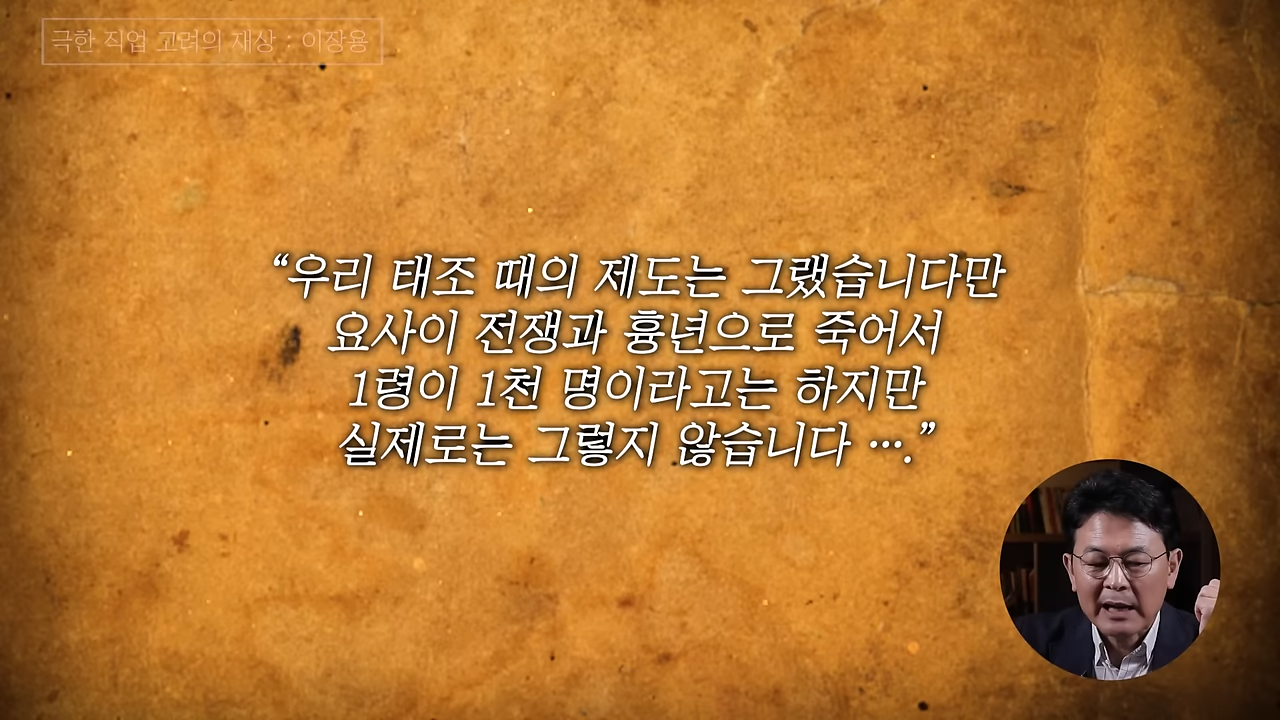 극한 직업 고려의 재상 : 이장용
“우리 태조 때의 제도는 그랬습니다만
요사이 전쟁과 흉년으로 죽어서
1령이 1천 명이라고는 하지만
실제로는 그렇지 않습니다 ….”